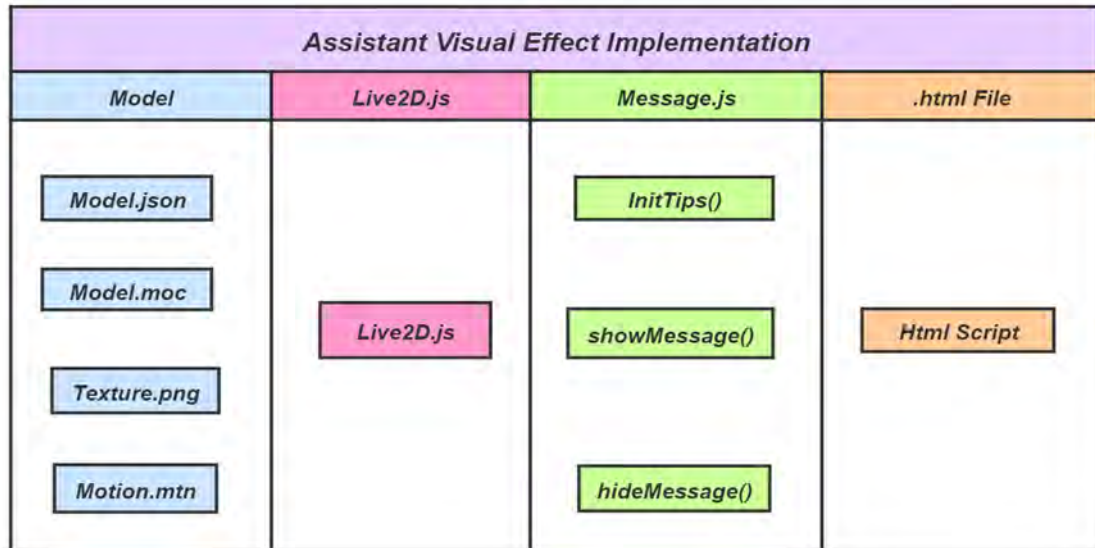 Assistant Visual Effect Implementation
Model
Live2D.js
Message.js
.html File
Model.json
Model.moc
Texture.png
Motion.mtn
Live2D.js
InitTips()
showMessage()
hideMessage()
Html Script